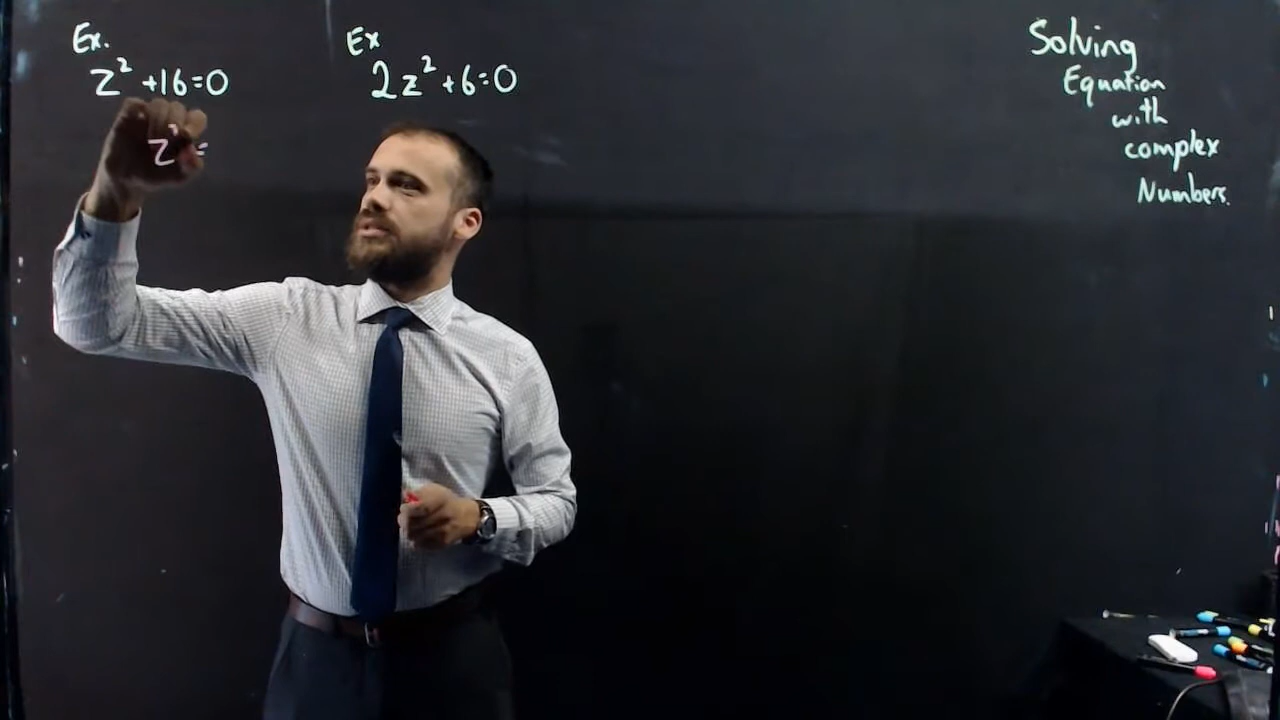 Ex.
z² +16=0
z² =
Ex
2z² +6=0
Solving
Equation
with
complex
Numbers.